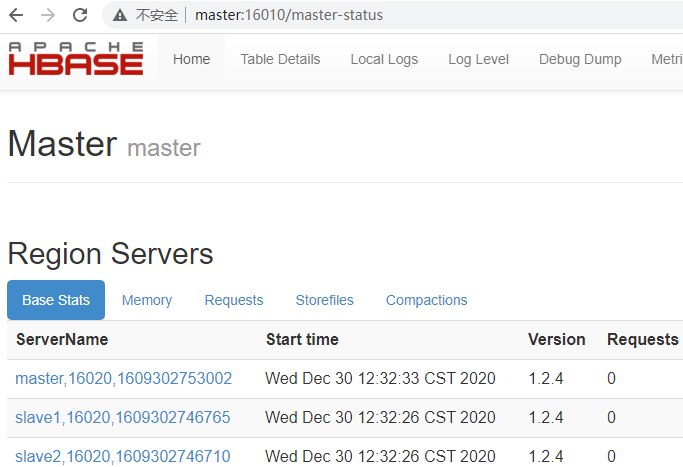 不安全 master:16010/master-status
APACHE
HBASE
Home Table Details Local Logs Log Level Debug Dump Metri
Master master
Region Servers
Base Stats Memory Requests Storefiles Compactions
ServerName Start time Version Requests
master,16020,1609302753002 Wed Dec 30 12:32:33 CST 2020 1.2.4 0
slave1,16020,1609302746765 Wed Dec 30 12:32:26 CST 2020 1.2.4 0
slave2,16020,1609302746710 Wed Dec 30 12:32:26 CST 2020 1.2.4 0